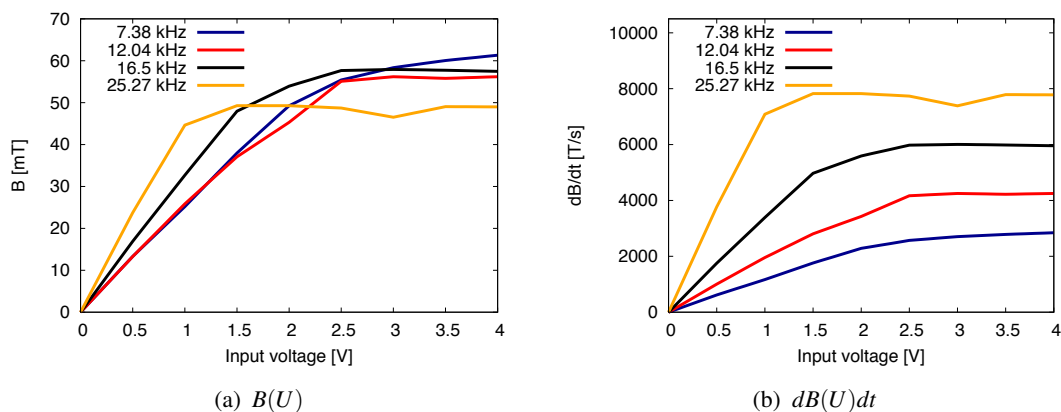 7.38 kHz
12.04 kHz
16.5 kHz
25.27 kHz
70
60
50
40
30
20
10
0
B [mT]
0 0.5 1 1.5 2 2.5 3 3.5 4
Input voltage [V]
(a) B(U)
7.38 kHz
12.04 kHz
16.5 kHz
25.27 kHz
10000
8000
6000
4000
2000
0
dB/dt [T/s]
0 0.5 1 1.5 2 2.5 3 3.5 4
Input voltage [V]
(b) dB(U)dt